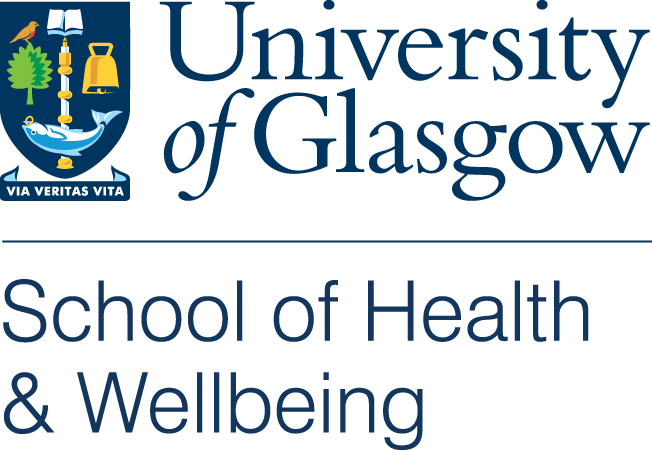 University
of Glasgow
VIA VERITAS VITA
School of Health
& Wellbeing